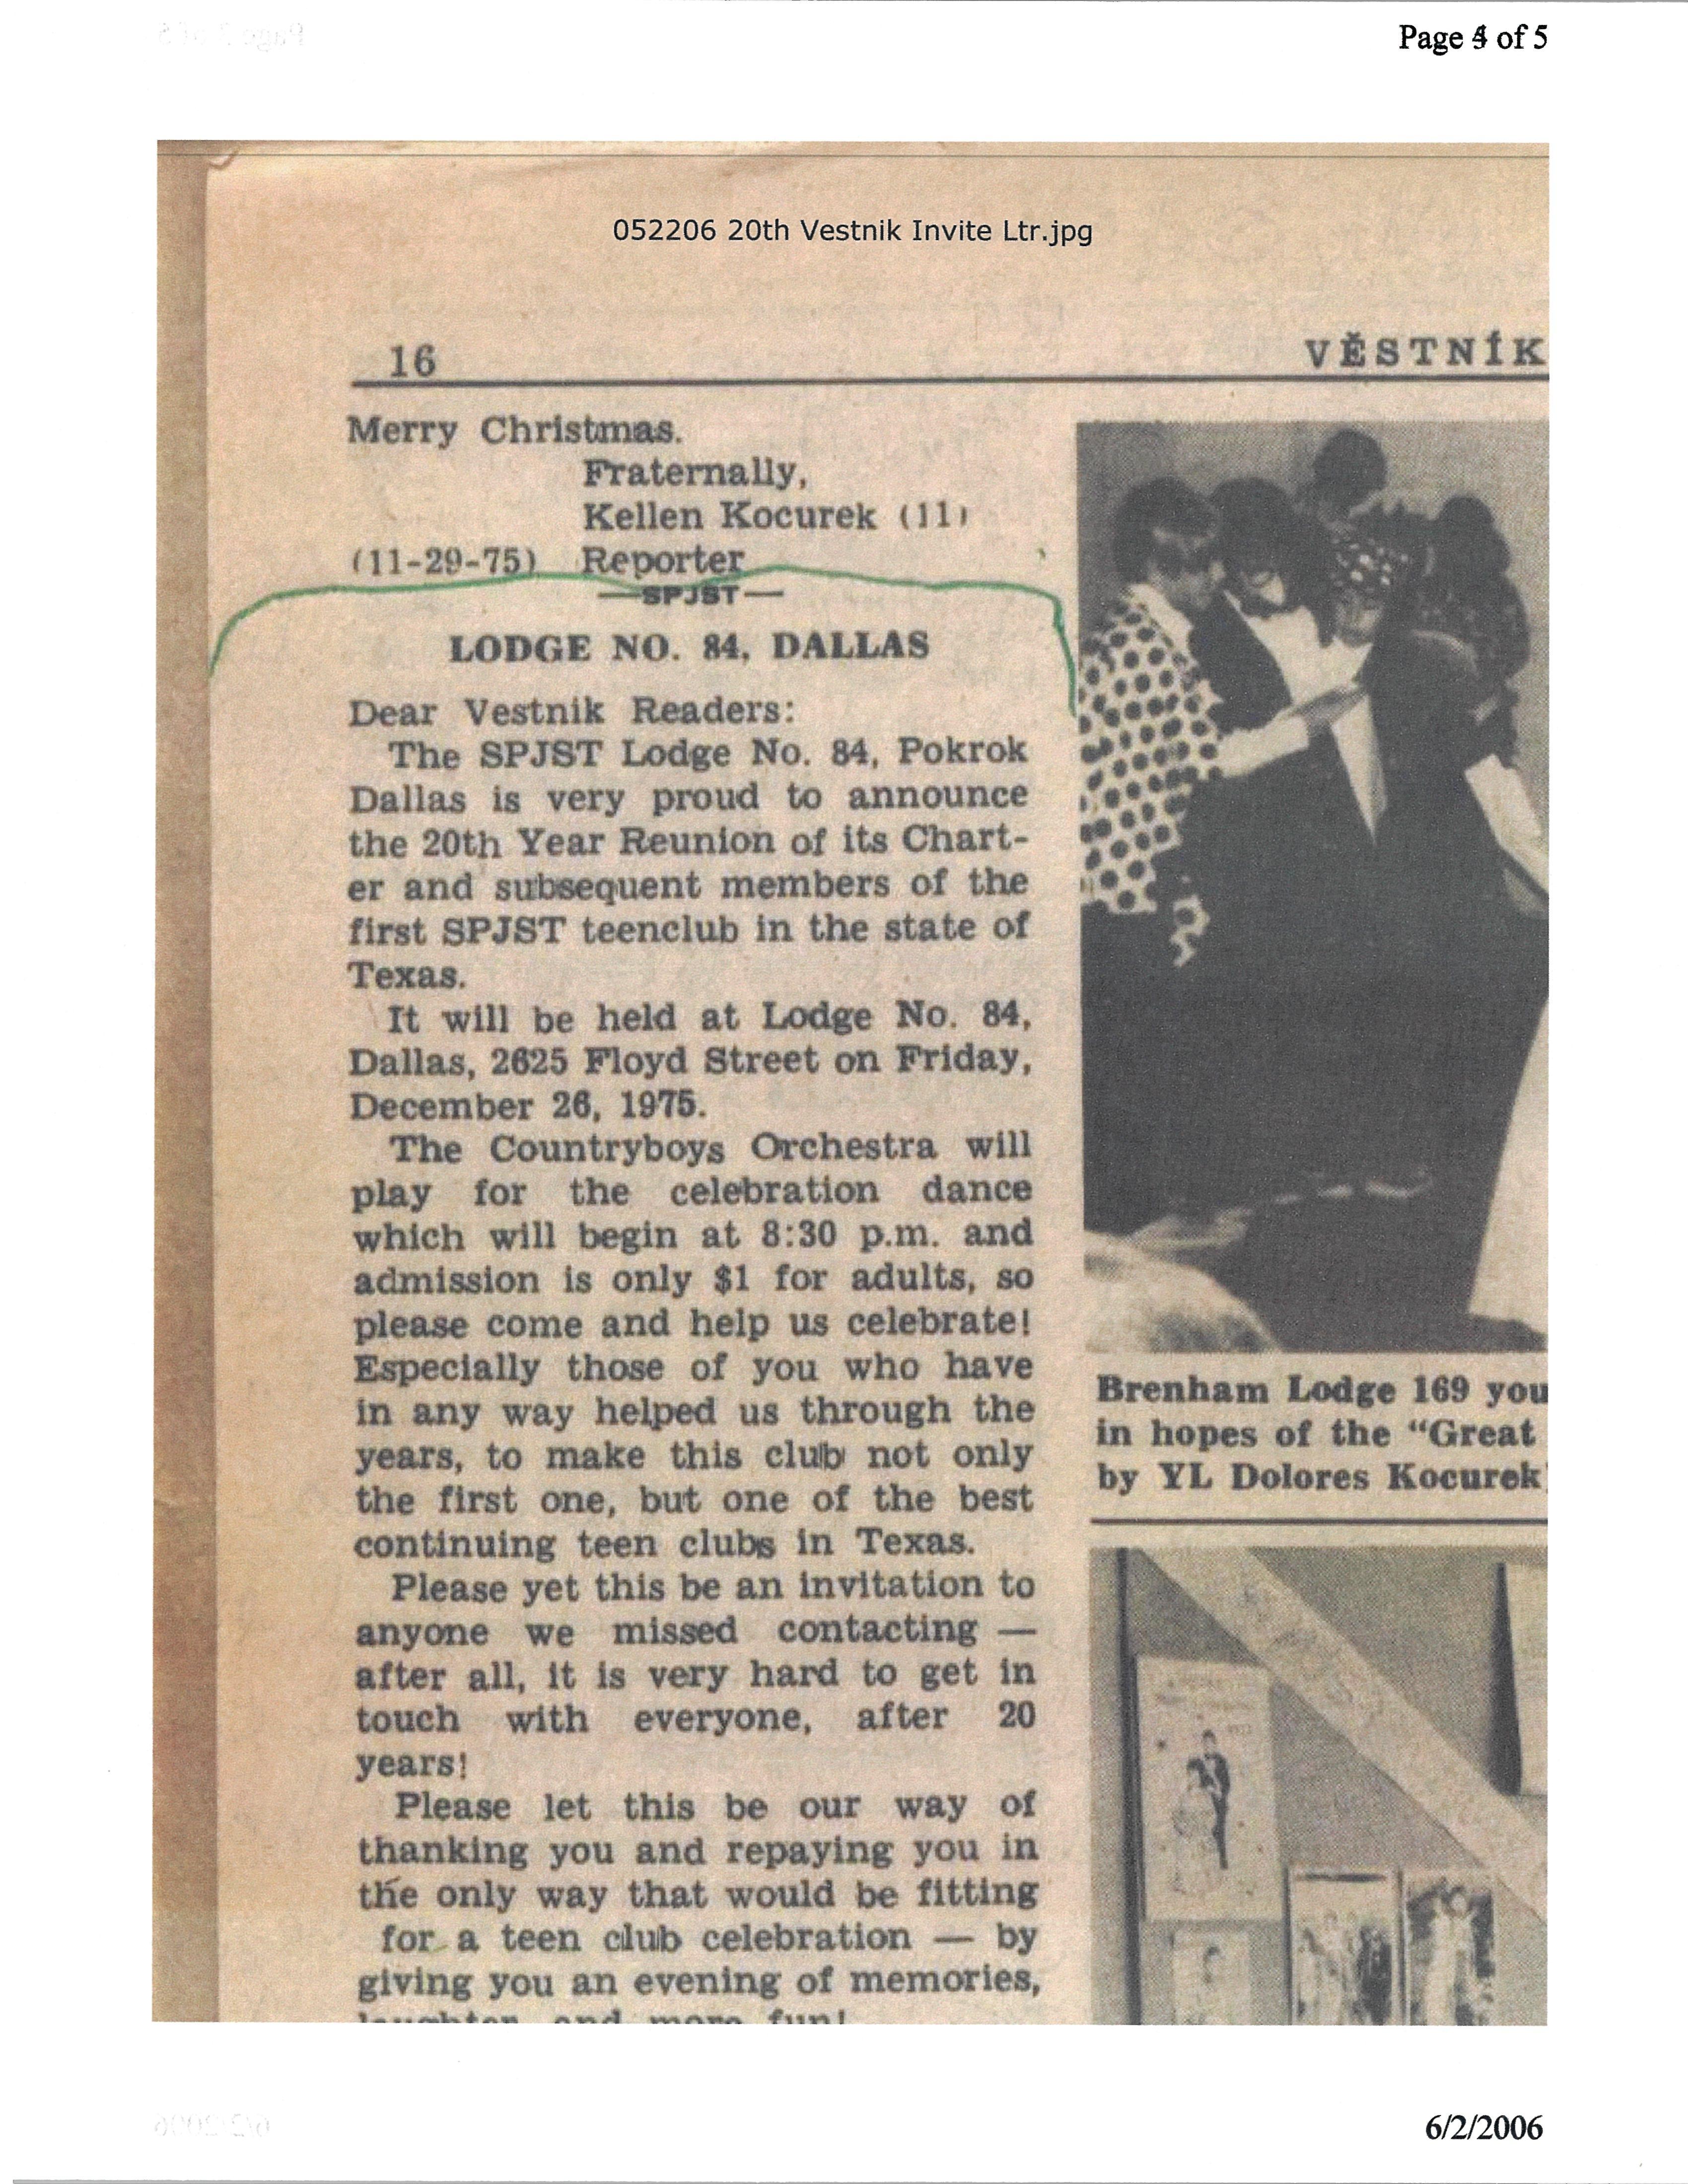 Page 4 of 5
052206 20th Vestnik Invite Ltr.jpg
16
VĚSTNÍK
Merry Christmas.
Fraternally,
Kellen Kocurek (11)
(11-29-75) Reporter
—SPJST—
LODGE NO. 84, DALLAS
Dear Vestnik Readers:
The SPJST Lodge No. 84, Pokrok
Dallas is very proud to announce
the 20th Year Reunion of its Chart-
er and subsequent members of the
first SPJST teenclub in the state of
Texas.
It will be held at Lodge No. 84,
Dallas, 2625 Floyd Street on Friday,
December 26, 1975.
The Countryboys Orchestra will
play for the celebration dance
which will begin at 8:30 p.m. and
admission is only $1 for adults, so
please come and help us celebrate!
Especially those of you who have
in any way helped us through the
years, to make this club not only
the first one, but one of the best
continuing teen clubs in Texas.
Please yet this be an invitation to
anyone we missed contacting —
after all, it is very hard to get in
touch with everyone, after 20
years!
Please let this be our way of
thanking you and repaying you in
the only way that would be fitting
for a teen club celebration — by
giving you an evening of memories,
laughter and more fun!
Brenham Lodge 169 you
in hopes of the “Great
by YL Dolores Kocurek
6/2/2006